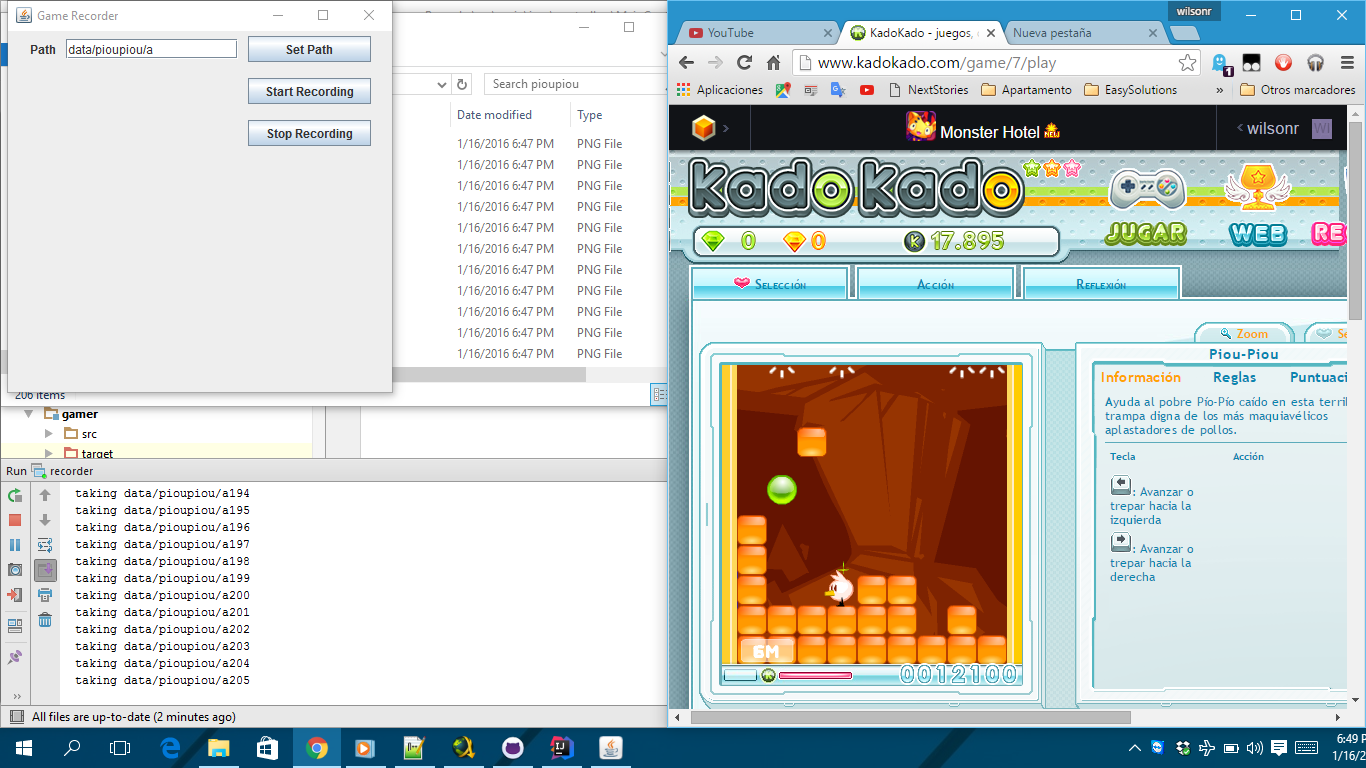 Game Recorder
Path data/pioupiou/a Set Path
Start Recording
Stop Recording
Search pioupiou
Date modified Type
1/16/2016 6:47 PM PNG File
1/16/2016 6:47 PM PNG File
1/16/2016 6:47 PM PNG File
1/16/2016 6:47 PM PNG File
1/16/2016 6:47 PM PNG File
1/16/2016 6:47 PM PNG File
1/16/2016 6:47 PM PNG File
1/16/2016 6:47 PM PNG File
1/16/2016 6:47 PM PNG File
1/16/2016 6:47 PM PNG File
1/16/2016 6:47 PM PNG File
206 items
gamer
src
target
Run recorder
taking data/pioupiou/a194
taking data/pioupiou/a195
taking data/pioupiou/a196
taking data/pioupiou/a197
taking data/pioupiou/a198
taking data/pioupiou/a199
taking data/pioupiou/a200
taking data/pioupiou/a201
taking data/pioupiou/a202
taking data/pioupiou/a203
taking data/pioupiou/a204
taking data/pioupiou/a205
All files are up-to-date (2 minutes ago)
wilsonr
YouTube KadoKado - juegos, Nueva pestaña
www.kadokado.com/game/7/play
1
Aplicaciones NextStories Apartamento EasySolutions » Otros marcadores
Monster Hotel NEW wilsonr WI
KadoKado
0 0 K 17.895
JUGAR WEB RE
Selección Acción Reflexión
Zoom Se
Piou-Piou
Información Reglas Puntuaci
Ayuda al pobre Pío-Pío caído en esta terrib
trampa digna de los más maquiavélicos
aplastadores de pollos.
Tecla Acción
: Avanzar o
trepar hacia la
izquierda
: Avanzar o
trepar hacia la
derecha
6M
0012100
6:49 P
1/16/2